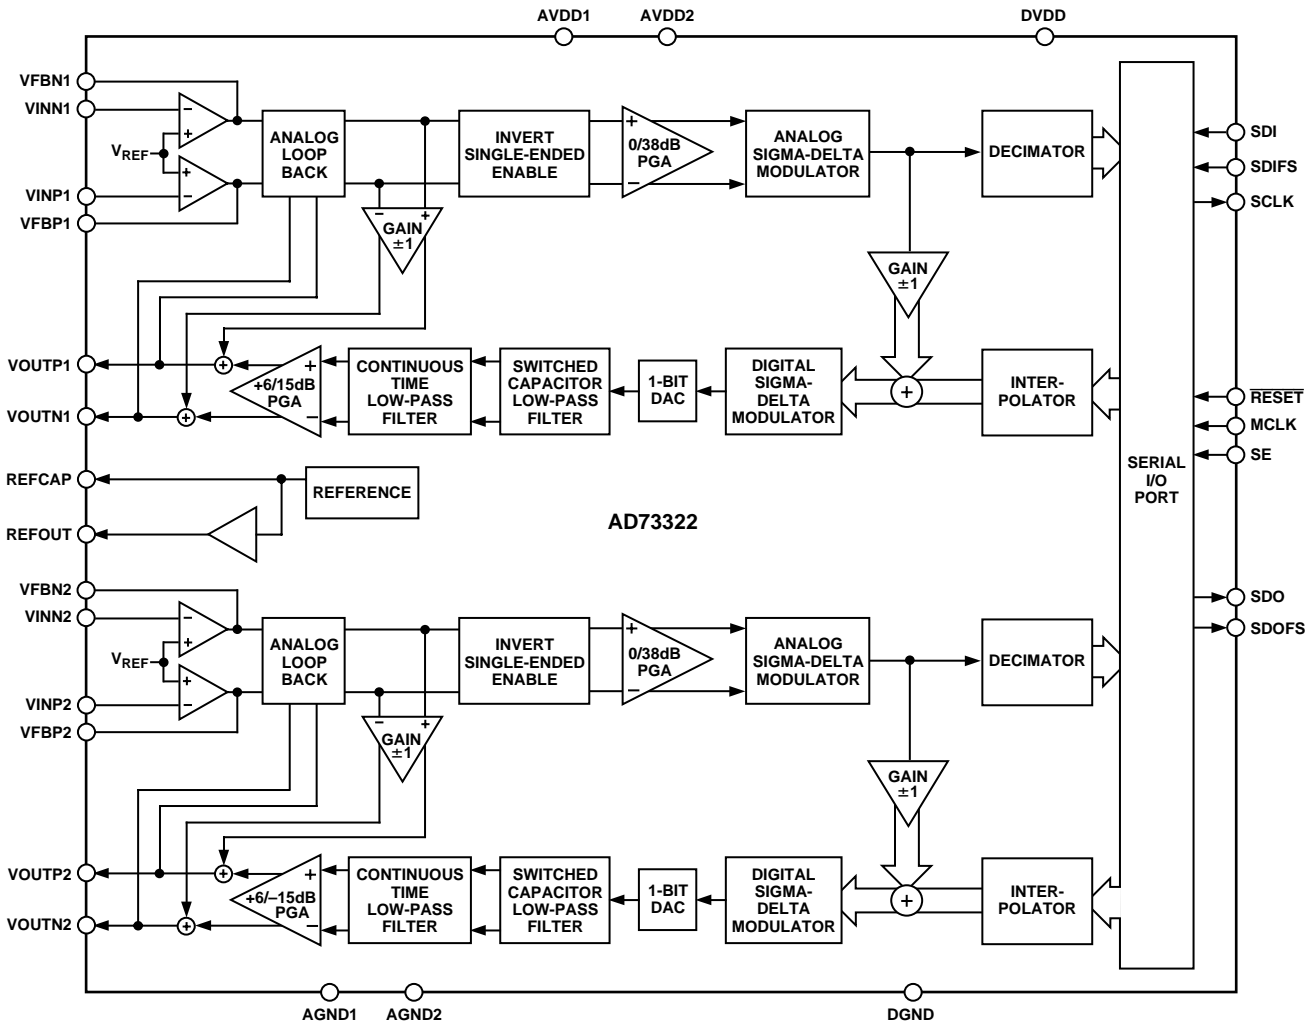 AVDD1
AVDD2
DVDD
VFBN1
VINN1
VREF
VINP1
VFBP1
−
+
+
−
ANALOG
LOOP
BACK
INVERT
SINGLE-ENDED
ENABLE
+
0/38dB
PGA
−
ANALOG
SIGMA-DELTA
MODULATOR
DECIMATOR
SDI
SDIFS
SCLK
− +
GAIN
±1
GAIN
±1
VOUTP1
VOUTN1
+
+
+
+6/15dB
PGA
−
CONTINUOUS
TIME
LOW-PASS
FILTER
SWITCHED
CAPACITOR
LOW-PASS
FILTER
1-BIT
DAC
DIGITAL
SIGMA-
DELTA
MODULATOR
+
INTER-
POLATOR
RESET
MCLK
SE
SERIAL
I/O
PORT
REFCAP
REFOUT
REFERENCE
AD73322
VFBN2
VINN2
VREF
VINP2
VFBP2
−
+
+
−
ANALOG
LOOP
BACK
INVERT
SINGLE-ENDED
ENABLE
+
0/38dB
PGA
−
ANALOG
SIGMA-DELTA
MODULATOR
DECIMATOR
SDO
SDOFS
− +
GAIN
±1
GAIN
±1
VOUTP2
VOUTN2
+
+
+
+6/−15dB
PGA
−
CONTINUOUS
TIME
LOW-PASS
FILTER
SWITCHED
CAPACITOR
LOW-PASS
FILTER
1-BIT
DAC
DIGITAL
SIGMA-
DELTA
MODULATOR
+
INTER-
POLATOR
AGND1
AGND2
DGND